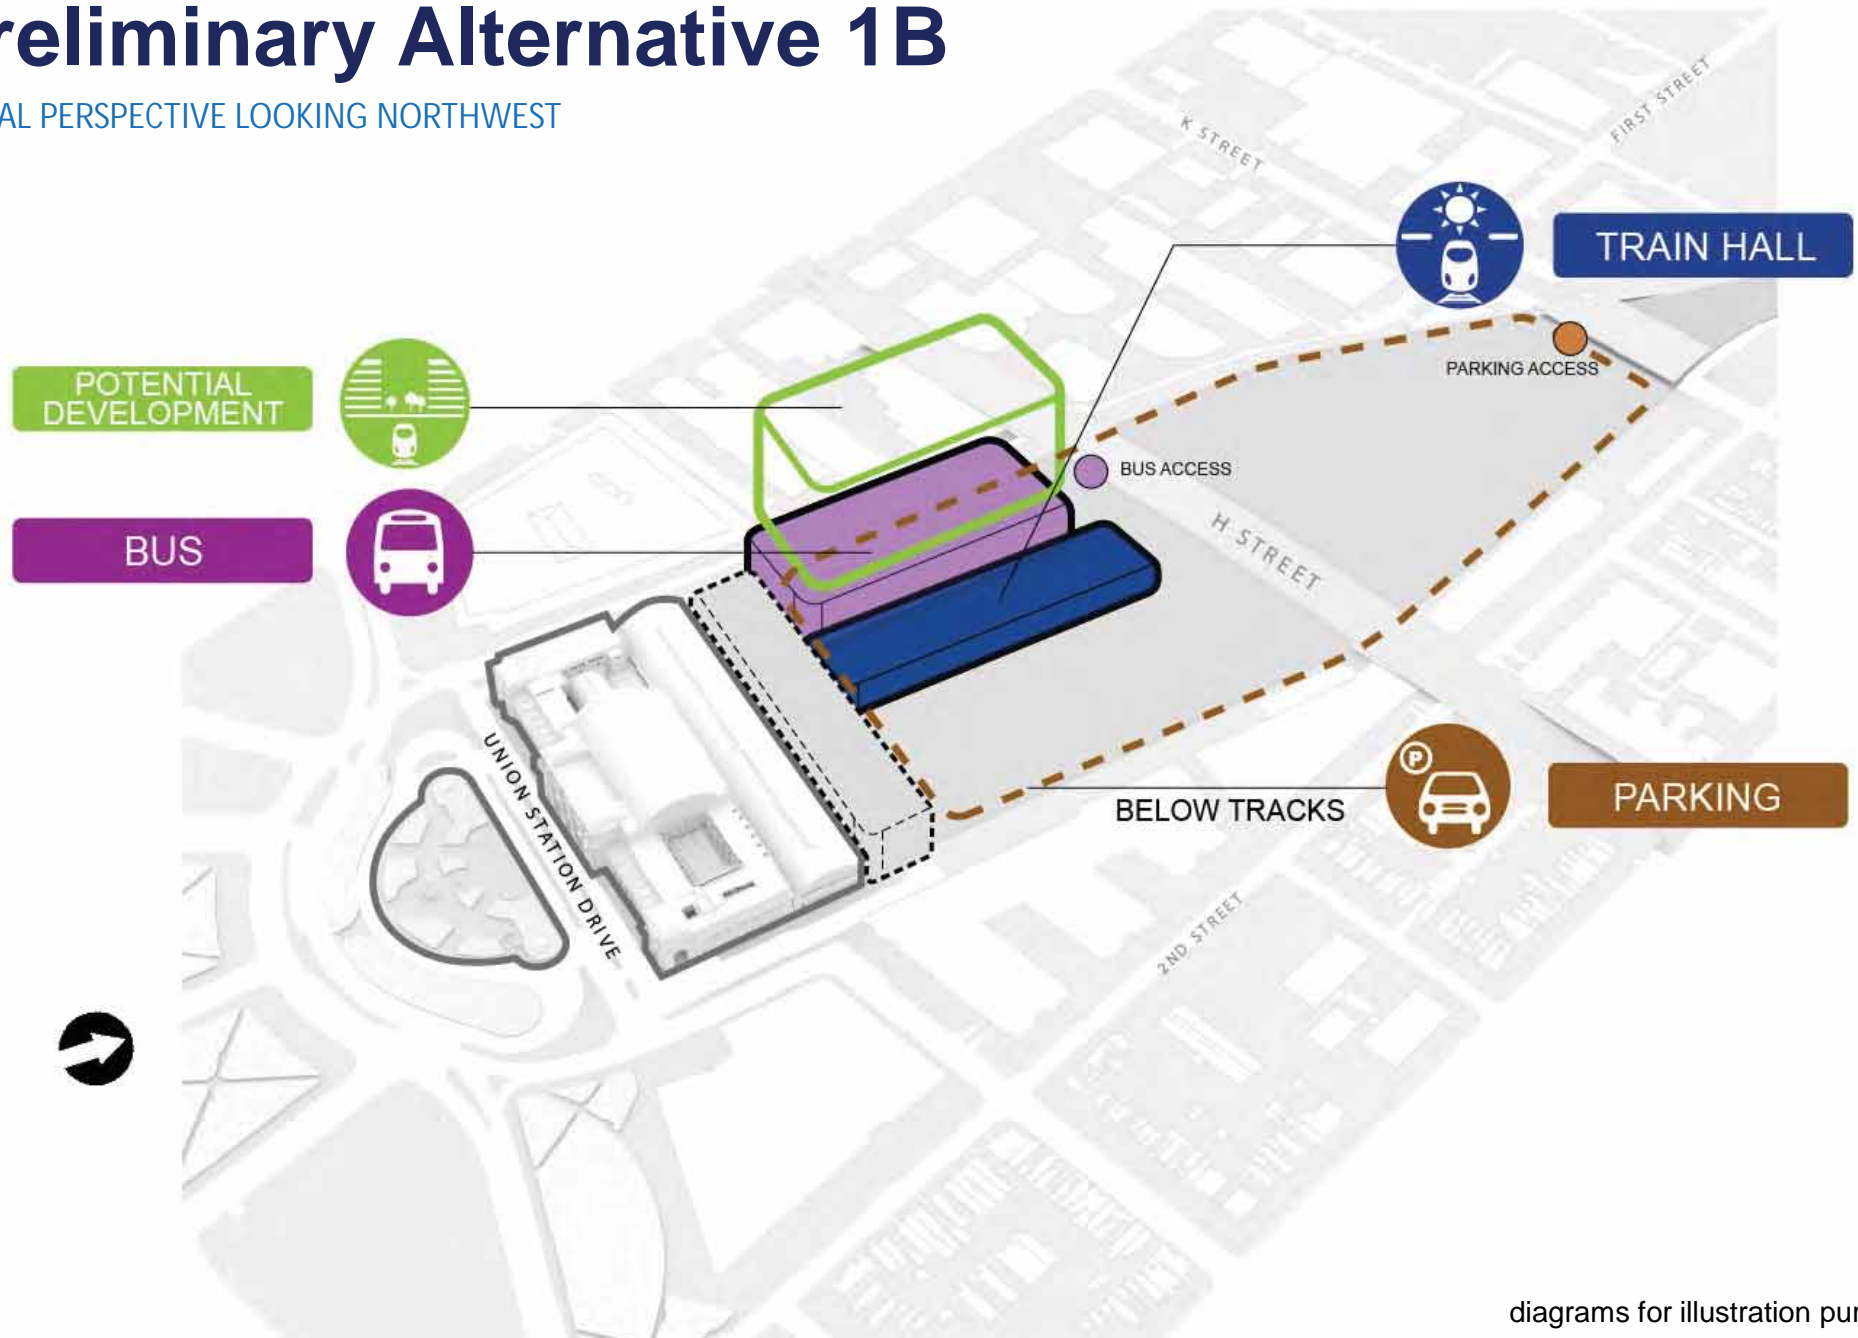 reliminary Alternative 1B
AL PERSPECTIVE LOOKING NORTHWEST
K STREET
FIRST STREET
TRAIN HALL
PARKING ACCESS
POTENTIAL
DEVELOPMENT
BUS ACCESS
H STREET
BUS
UNION STATION DRIVE
P
BELOW TRACKS
PARKING
2ND STREET
diagrams for illustration pur